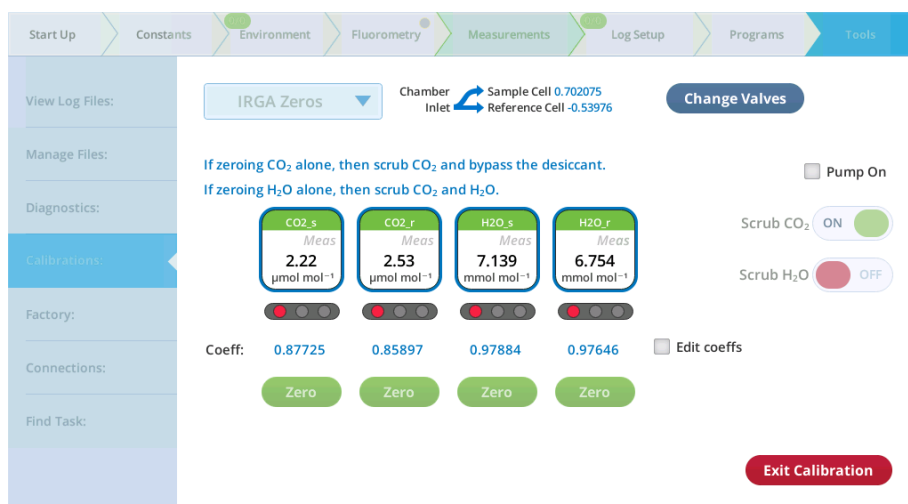 Start Up
Constants
Environment
Fluorometry
Measurements
Log Setup
Programs
Tools
View Log Files:
Manage Files:
Diagnostics:
Calibrations:
Factory:
Connections:
Find Task:
IRGA Zeros
Chamber
Inlet
Sample Cell 0.702075
Reference Cell -0.53976
Change Valves
If zeroing CO₂ alone, then scrub CO₂ and bypass the desiccant.
If zeroing H₂O alone, then scrub CO₂ and H₂O.
Pump On
Scrub CO₂ ON
Scrub H₂O OFF
CO2_s CO2_r H2O_s H2O_r
Meas Meas Meas Meas
2.22 2.53 7.139 6.754
μmol mol⁻¹ μmol mol⁻¹ mmol mol⁻¹ mmol mol⁻¹
Coeff: 0.87725 0.85897 0.97884 0.97646 Edit coeffs
Zero Zero Zero Zero
Exit Calibration